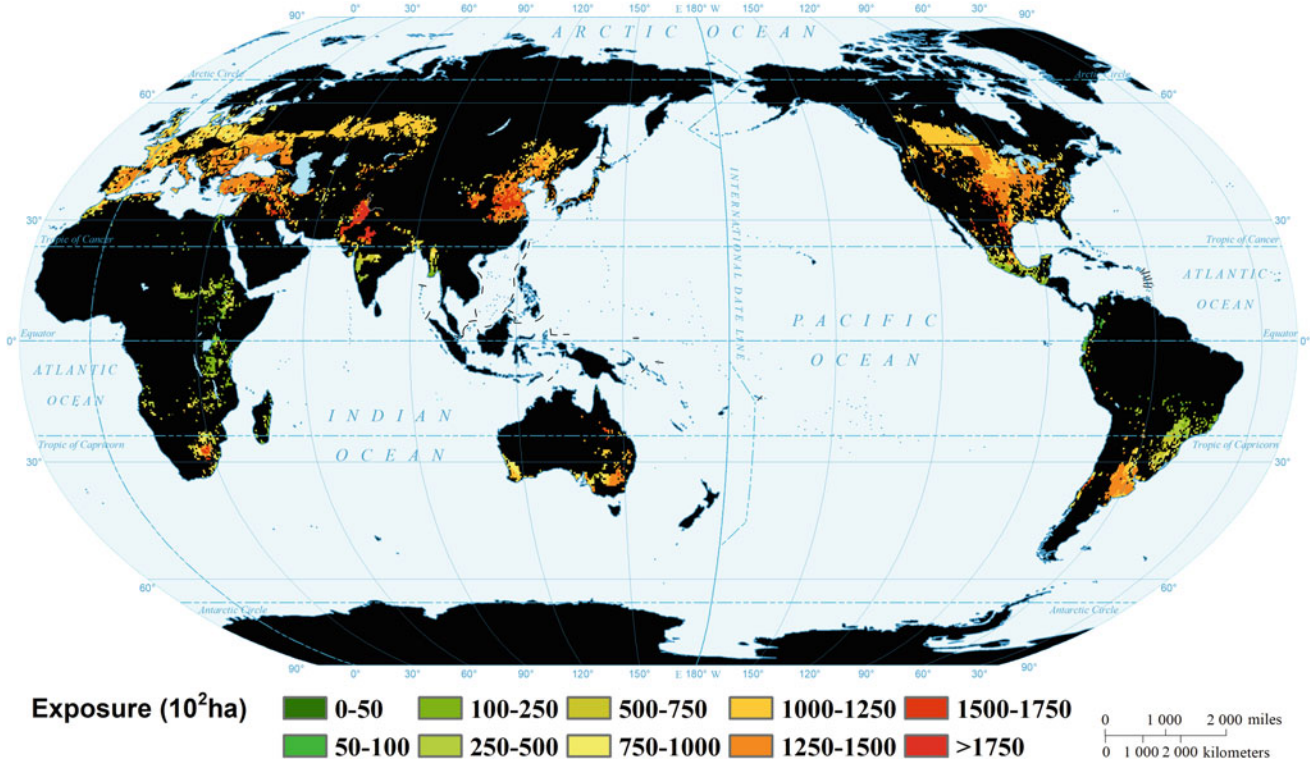 90° 60° 30° 0° 30° 60° 90° 120° 150° E 180° W 150° 120° 90° 60° 30° 90°
ARCTIC OCEAN
Arctic Circle Arctic Circle
60° 60°
30° 30°
Tropic of Cancer Tropic of Cancer
INTERNATIONAL DATE LINE
ATLANTIC
OCEAN
PACIFIC
OCEAN
Equator Equator
0° 0°
ATLANTIC
OCEAN
INDIAN
OCEAN
Tropic of Capricorn Tropic of Capricorn
30° 30°
60° 60°
Antarctic Circle Antarctic Circle
90° 30° 0° 30° 60° 90° 120° 150° E 180° W 150° 120° 90° 60° 30° 90°
Exposure (10²ha)
0-50 100-250 500-750 1000-1250 1500-1750
50-100 250-500 750-1000 1250-1500 >1750
0 1 000 2 000 miles
0 1 000 2 000 kilometers